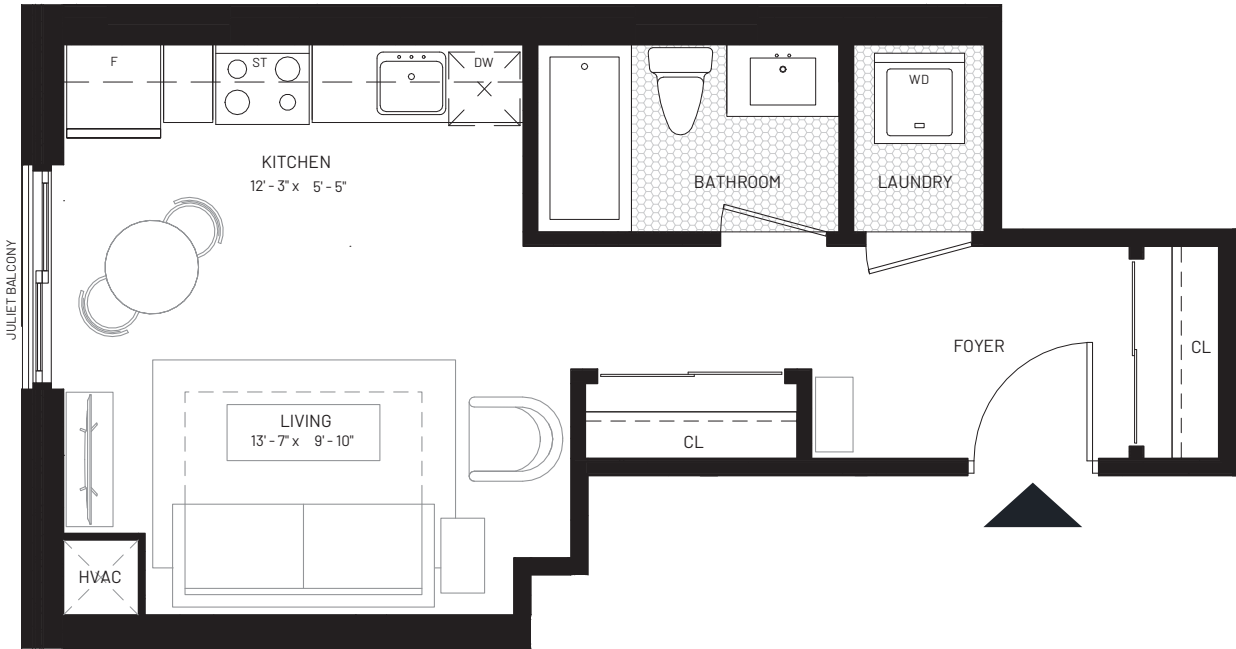 F
ST
DW
WD
KITCHEN
12' - 3" x 5' - 5"
BATHROOM
LAUNDRY
JULIET BALCONY
FOYER
CL
LIVING
13' - 7" x 9' - 10"
CL
HVAC